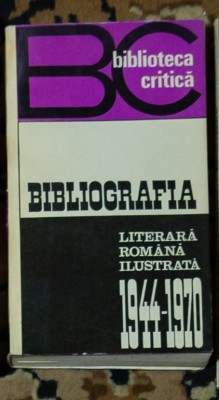 BC
biblioteca
critică
BIBLIOGRAFIA
LITERARĂ
ROMÂNĂ
ILUSTRATĂ
1944-1970